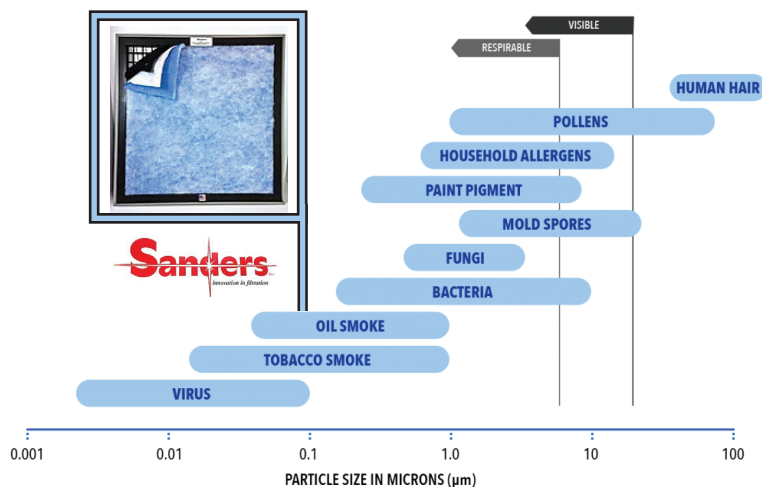 VISIBLE
RESPIRABLE
HUMAN HAIR
POLLENS
HOUSEHOLD ALLERGENS
PAINT PIGMENT
MOLD SPORES
Sanders
Innovation in filtration
FUNGI
BACTERIA
OIL SMOKE
TOBACCO SMOKE
VIRUS
0.001 0.01 0.1 1.0 10 100
PARTICLE SIZE IN MICRONS (μm)